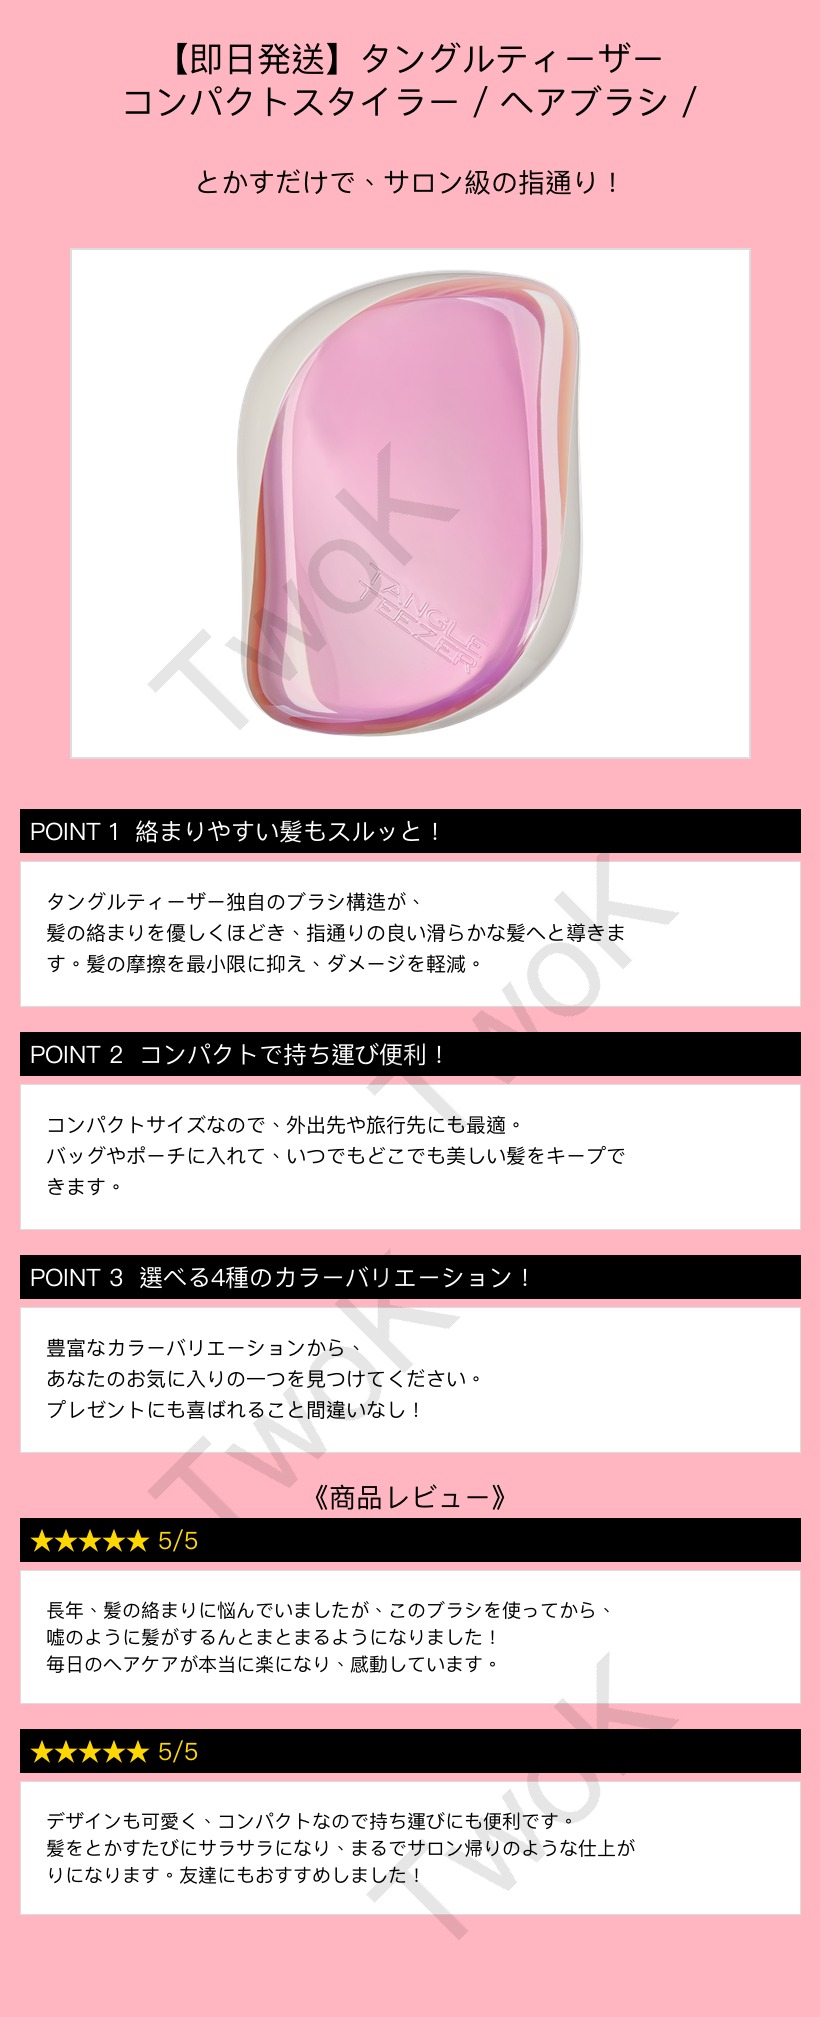 【即日発送】タングルティーザー
コンパクトスタイラー / ヘアブラシ /
とかすだけで、サロン級の指通り！
TANGLE
TEEZER
TwoK
POINT 1 絡まりやすい髪もスルッと！
タングルティーザー独自のブラシ構造が、
髪の絡まりを優しくほどき、指通りの良い滑らかな髪へと導きま
す。髪の摩擦を最小限に抑え、ダメージを軽減。
TwoK
POINT 2 コンパクトで持ち運び便利！
コンパクトサイズなので、外出先や旅行先にも最適。
バッグやポーチに入れて、いつでもどこでも美しい髪をキープで
きます。
POINT 3 選べる4種のカラーバリエーション！
豊富なカラーバリエーションから、
あなたのお気に入りの一つを見つけてください。
プレゼントにも喜ばれること間違いなし！
TwoK
《商品レビュー》
★★★★★ 5/5
長年、髪の絡まりに悩んでいましたが、このブラシを使ってから、
嘘のように髪がするんとまとまるようになりました！
毎日のヘアケアが本当に楽になり、感動しています。
★★★★★ 5/5
デザインも可愛く、コンパクトなので持ち運びにも便利です。
髪をとかすたびにサラサラになり、まるでサロン帰りのような仕上が
りになります。友達にもおすすめしました！
TwoK